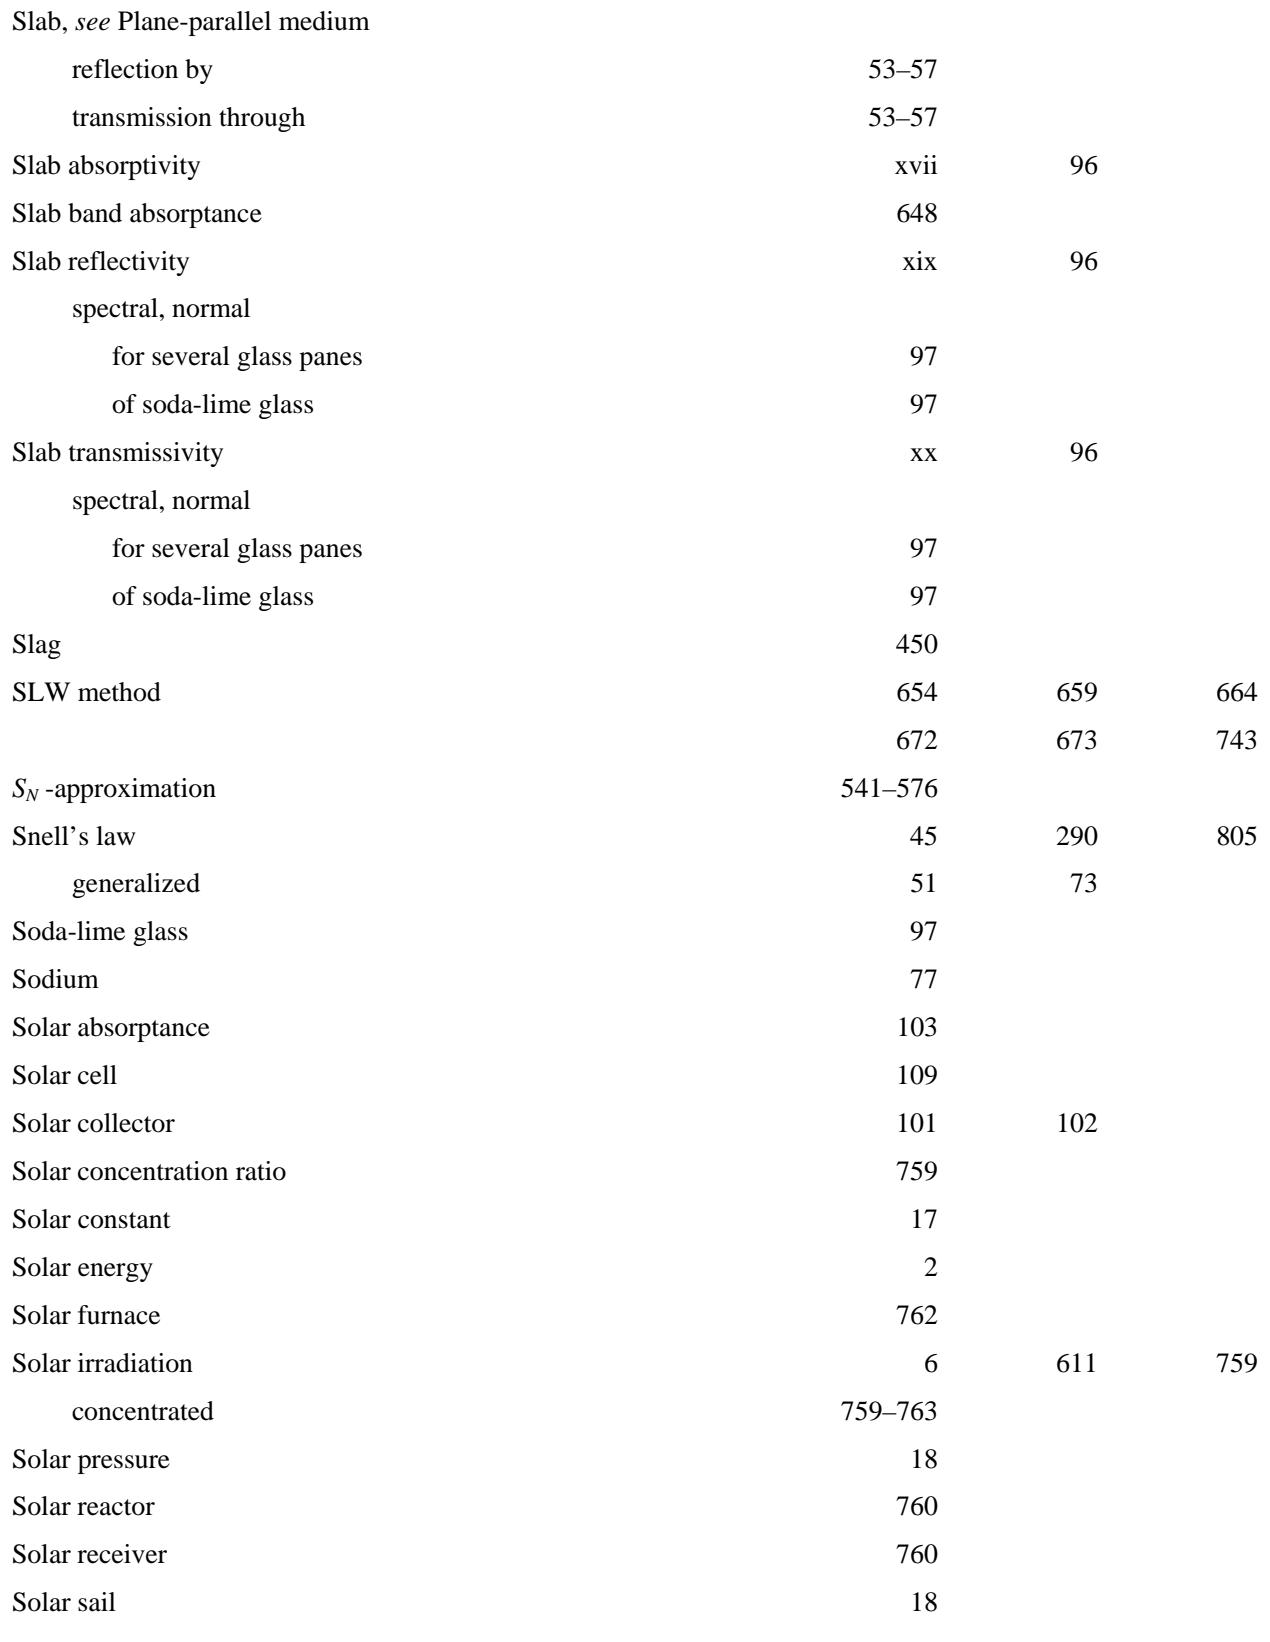 Slab, see Plane-parallel medium
reflection by 53–57
transmission through 53–57
Slab absorptivity xvii 96
Slab band absorptance 648
Slab reflectivity xix 96
spectral, normal
for several glass panes 97
of soda-lime glass 97
Slab transmissivity xx 96
spectral, normal
for several glass panes 97
of soda-lime glass 97
Slag 450
SLW method 654 659 664
672 673 743
S_N -approximation 541–576
Snell’s law 45 290 805
generalized 51 73
Soda-lime glass 97
Sodium 77
Solar absorptance 103
Solar cell 109
Solar collector 101 102
Solar concentration ratio 759
Solar constant 17
Solar energy 2
Solar furnace 762
Solar irradiation 6 611 759
concentrated 759–763
Solar pressure 18
Solar reactor 760
Solar receiver 760
Solar sail 18